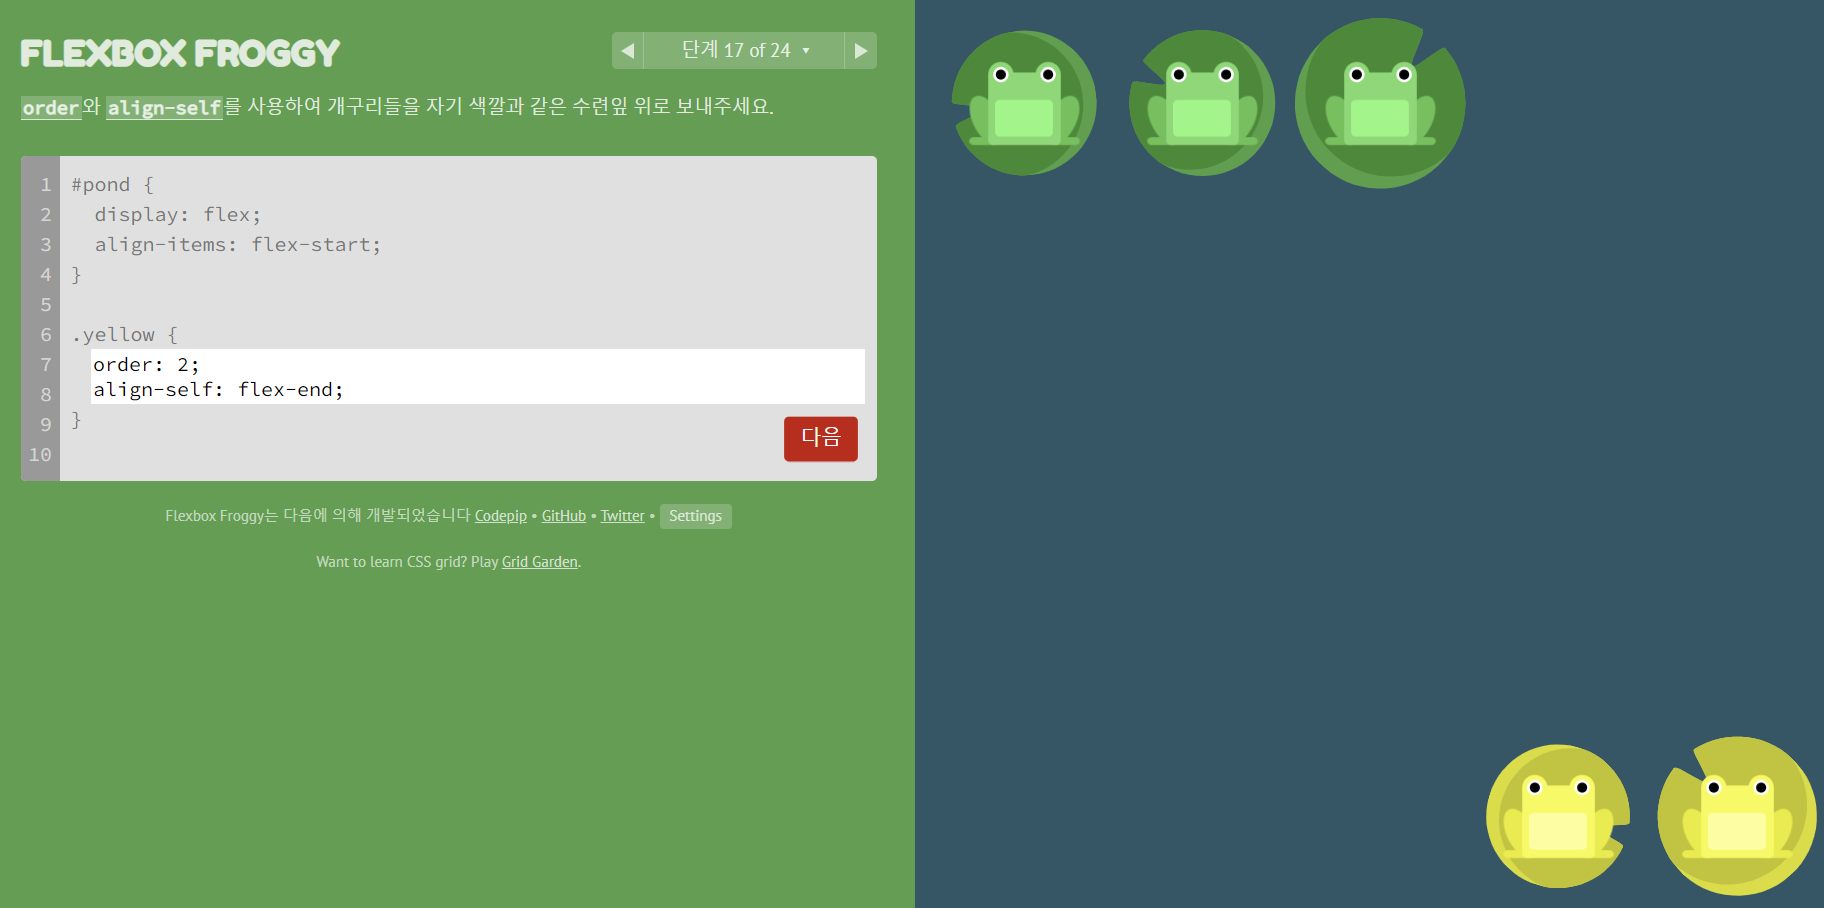 FLEXBOX FROGGY
◀ 단계 17 of 24 ▾ ▶
order와 align-self를 사용하여 개구리들을 자기 색깔과 같은 수련잎 위로 보내주세요.
1 #pond {
2 display: flex;
3 align-items: flex-start;
4 }
5
6 .yellow {
7 order: 2;
8 align-self: flex-end;
9 }
10
다음
Flexbox Froggy는 다음에 의해 개발되었습니다 Codepip • GitHub • Twitter • Settings
Want to learn CSS grid? Play Grid Garden.